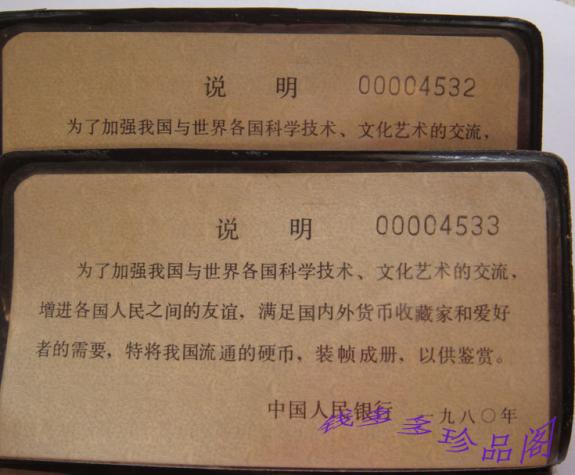 说 明 00004532
为了加强我国与世界各国科学技术、文化艺术的交流，
说 明 00004533
为了加强我国与世界各国科学技术、文化艺术的交流，
增进各国人民之间的友谊，满足国内外货币收藏家和爱好
者的需要，特将我国流通的硬币，装帧成册，以供鉴赏。
中国人民银行 一九八〇年
钱多多珍品阁